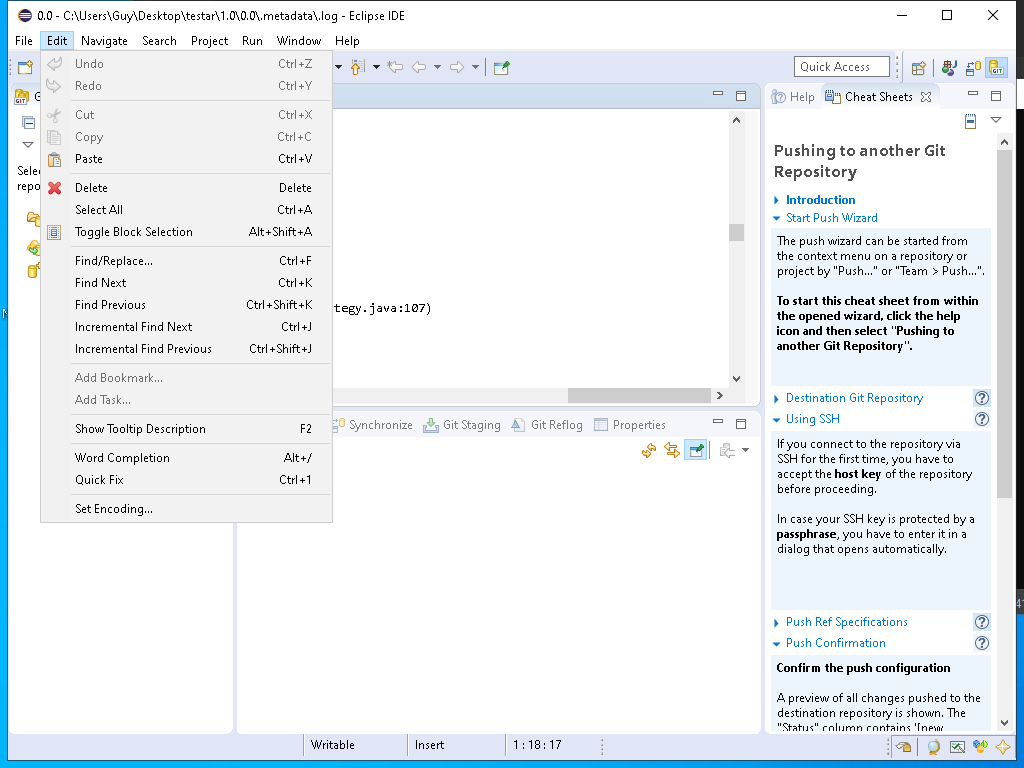 0.0 - C:\Users\Guy\Desktop\testar\1.0\0.0\.metadata\.log - Eclipse IDE
File Edit Navigate Search Project Run Window Help
Undo Ctrl+Z
Redo Ctrl+Y
Cut Ctrl+X
Copy Ctrl+C
Paste Ctrl+V
Delete Delete
Select All Ctrl+A
Toggle Block Selection Alt+Shift+A
Find/Replace... Ctrl+F
Find Next Ctrl+K
Find Previous Ctrl+Shift+K
Incremental Find Next Ctrl+J
Incremental Find Previous Ctrl+Shift+J
Add Bookmark...
Add Task...
Show Tooltip Description F2
Word Completion Alt+/
Quick Fix Ctrl+1
Set Encoding...
Quick Access
GIT
GIT
Sele
repo
tegy.java:107)
Synchronize Git Staging Git Reflog Properties
Help Cheat Sheets
Pushing to another Git
Repository
Introduction
Start Push Wizard
The push wizard can be started from
the context menu on a repository or
project by "Push..." or "Team > Push...".
To start this cheat sheet from within
the opened wizard, click the help
icon and then select "Pushing to
another Git Repository".
Destination Git Repository
Using SSH
If you connect to the repository via
SSH for the first time, you have to
accept the host key of the repository
before proceeding.
In case your SSH key is protected by a
passphrase, you have to enter it in a
dialog that opens automatically.
Push Ref Specifications
Push Confirmation
Confirm the push configuration
A preview of all changes pushed to the
destination repository is shown. The
"Status" column contains '[new
Writable Insert 1:18:17